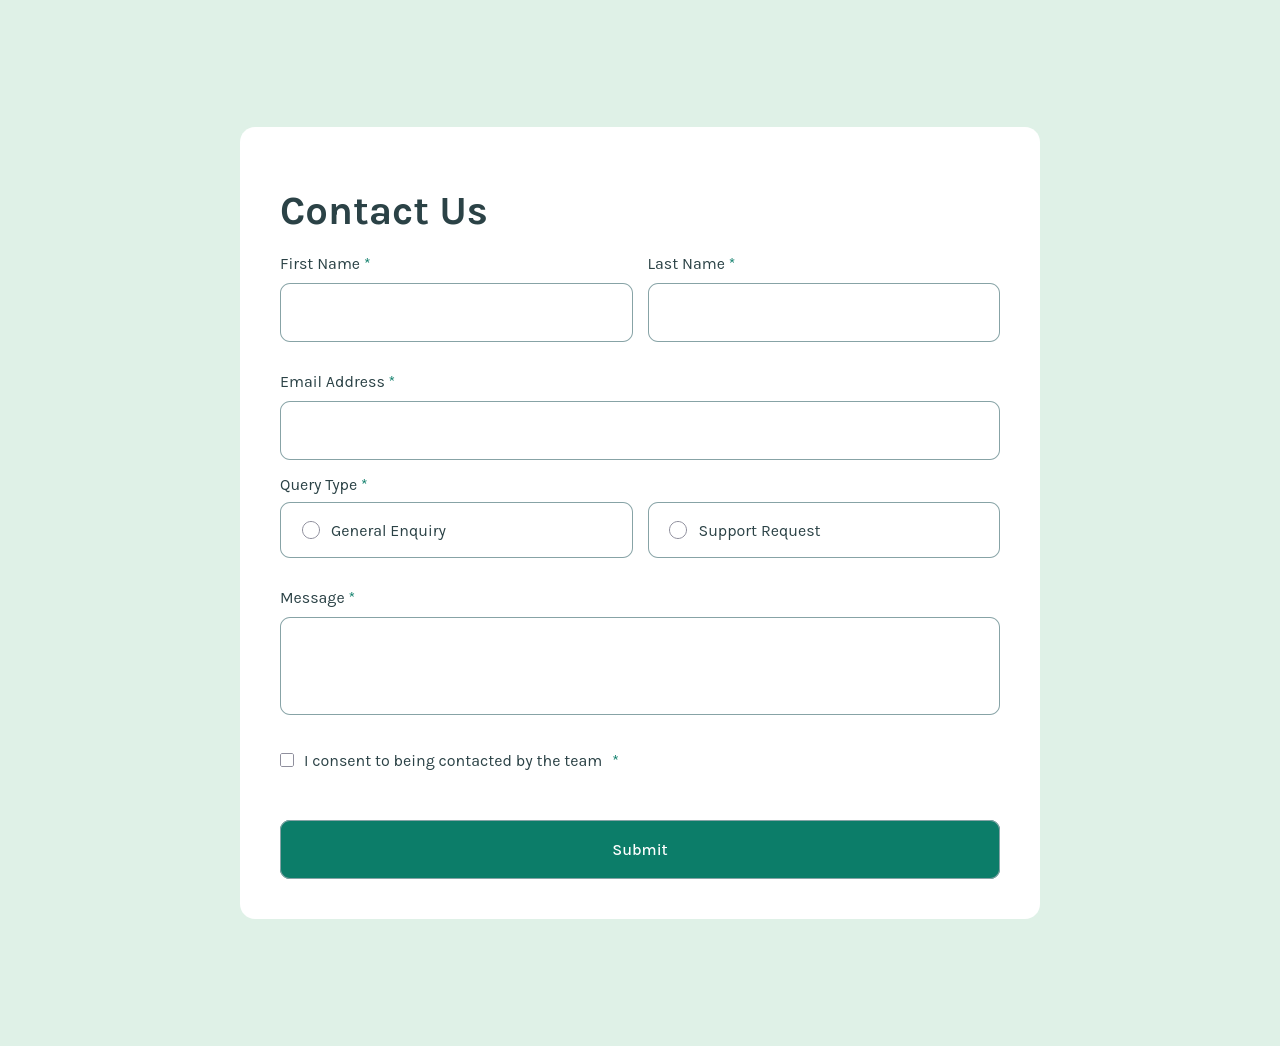 Contact Us
First Name *
Last Name *
Email Address *
Query Type *
General Enquiry
Support Request
Message *
I consent to being contacted by the team *
Submit